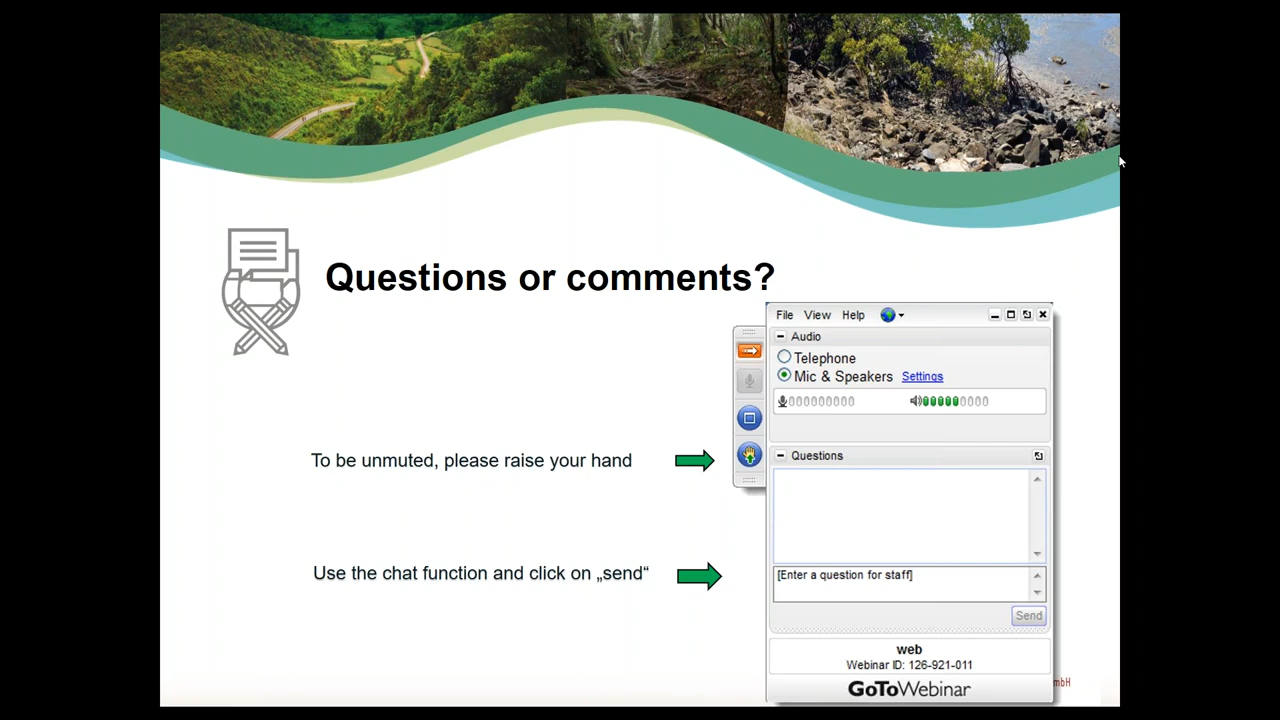 Questions or comments?
File View Help
Audio
Telephone
Mic & Speakers Settings
To be unmuted, please raise your hand
Questions
Use the chat function and click on „send“
[Enter a question for staff]
Send
web
Webinar ID: 126-921-011
GoToWebinar
mbH